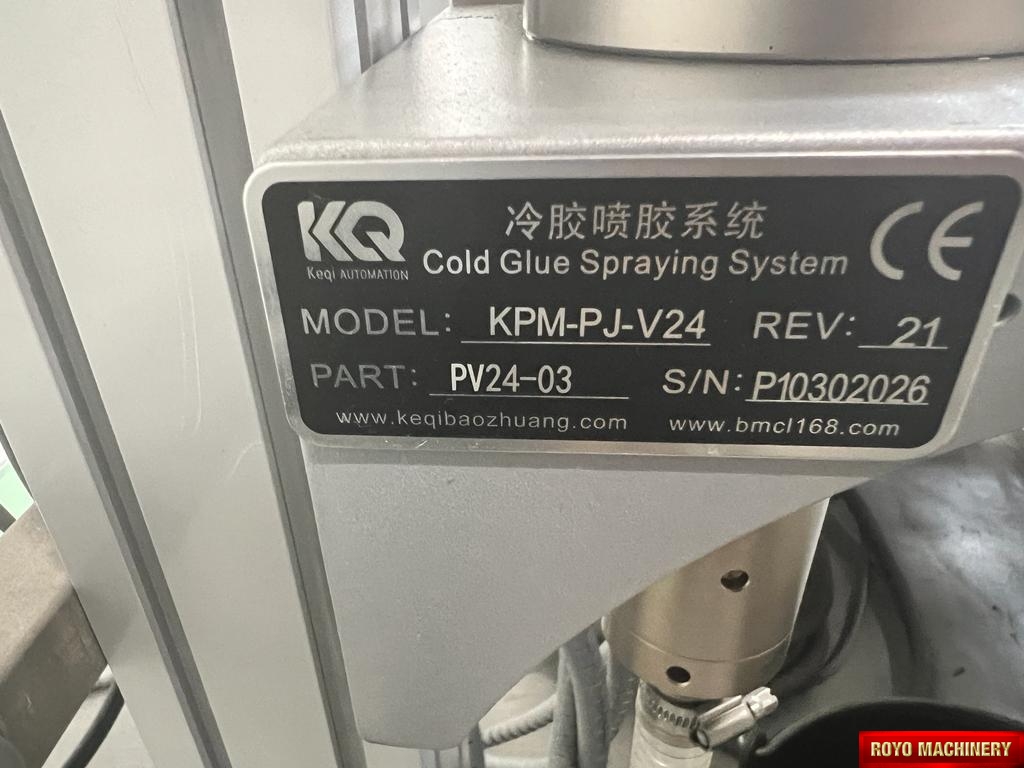 KQ
Keqi AUTOMATION
冷胶喷胶系统
Cold Glue Spraying System
CE
MODEL: KPM-PJ-V24 REV: 21
PART: PV24-03 S/N: P10302026
www.keqibaozhuang.com www.bmcl168.com
ROYO MACHINERY